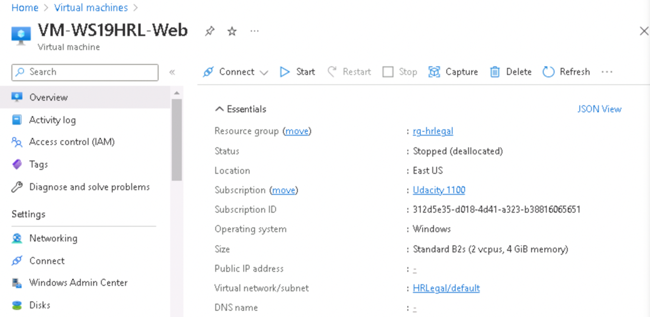 Home > Virtual machines >
VM-WS19HRL-Web
Virtual machine
Search
Overview
Activity log
Access control (IAM)
Tags
Diagnose and solve problems
Settings
Networking
Connect
Windows Admin Center
Disks
Connect Start Restart Stop Capture Delete Refresh
Essentials JSON View
Resource group (move) : rg-hrlegal
Status : Stopped (deallocated)
Location : East US
Subscription (move) : Udacity 1100
Subscription ID : 312d5e35-d018-4d41-a323-b38816065651
Operating system : Windows
Size : Standard B2s (2 vcpus, 4 GiB memory)
Public IP address : -
Virtual network/subnet : HRLegal/default
DNS name : -